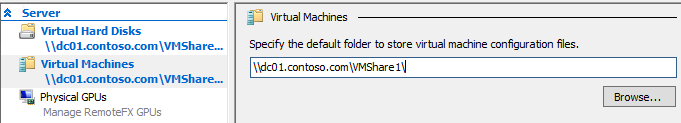 Server
Virtual Hard Disks
\\dc01.contoso.com\VMShare...
Virtual Machines
\\dc01.contoso.com\VMShare...
Physical GPUs
Manage RemoteFX GPUs
Virtual Machines
Specify the default folder to store virtual machine configuration files.
\\dc01.contoso.com\VMShare1\
Browse...